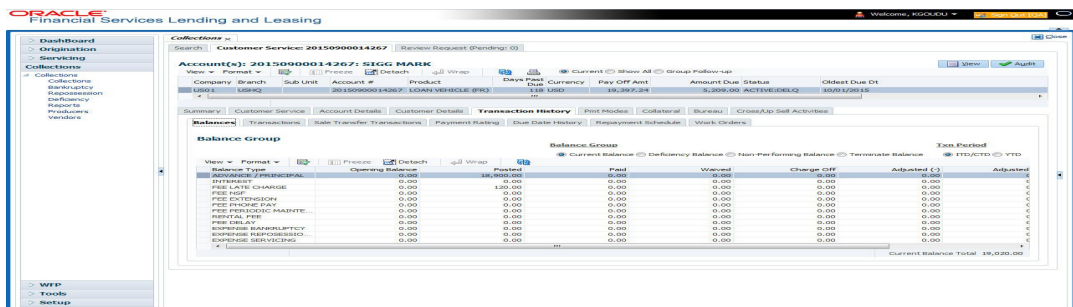 ORACLE
Financial Services Lending and Leasing
Welcome, KGOUDU
Sign Out (QA)
DashBoard
Origination
Servicing
Collections
Collections
Collections
Bankruptcy
Repossession
Deficiency
Reports
Producers
Vendors
WFP
Tools
Setup
Collections
Close
Search Customer Service: 20150900014267 Review Request (Pending: 0)
Account(s): 20150900014267: SIGG MARK
View Audit
View Format Freeze Detach Wrap Current Show All Group Follow-up
Company Branch Sub Unit Account # Product Days Past Due Currency Pay Off Amt Amount Due Status Oldest Due Dt
US01 USHQ 20150900014267 LOAN VEHICLE (FR) 118 USD 19,397.24 5,209.00 ACTIVE:DELQ 10/01/2015
Summary Customer Service Account Details Customer Details Transaction History Pmt Modes Collateral Bureau Cross/Up Sell Activities
Balances Transactions Sale Transfer Transactions Payment Rating Due Date History Repayment Schedule Work Orders
Balance Group
Balance Group Txn Period
Current Balance Deficiency Balance Non-Performing Balance Terminate Balance ITD/CTD YTD
View Format Freeze Detach Wrap
Balance Type Opening Balance Posted Paid Waived Charge Off Adjusted (-) Adjusted
ADVANCE / PRINCIPAL 0.00 18,900.00 0.00 0.00 0.00 0.00
INTEREST 0.00 0.00 0.00 0.00 0.00 0.00
FEE LATE CHARGE 0.00 120.00 0.00 0.00 0.00 0.00
FEE NSF 0.00 0.00 0.00 0.00 0.00 0.00
FEE EXTENSION 0.00 0.00 0.00 0.00 0.00 0.00
FEE PHONE PAY 0.00 0.00 0.00 0.00 0.00 0.00
FEE PERIODIC MAINTE... 0.00 0.00 0.00 0.00 0.00 0.00
RENTAL FEE 0.00 0.00 0.00 0.00 0.00 0.00
FEE DELAY 0.00 0.00 0.00 0.00 0.00 0.00
EXPENSE BANKRUPTCY 0.00 0.00 0.00 0.00 0.00 0.00
EXPENSE REPOSESSIO... 0.00 0.00 0.00 0.00 0.00 0.00
EXPENSE SERVICING 0.00 0.00 0.00 0.00 0.00 0.00
Current Balance Total 19,020.00